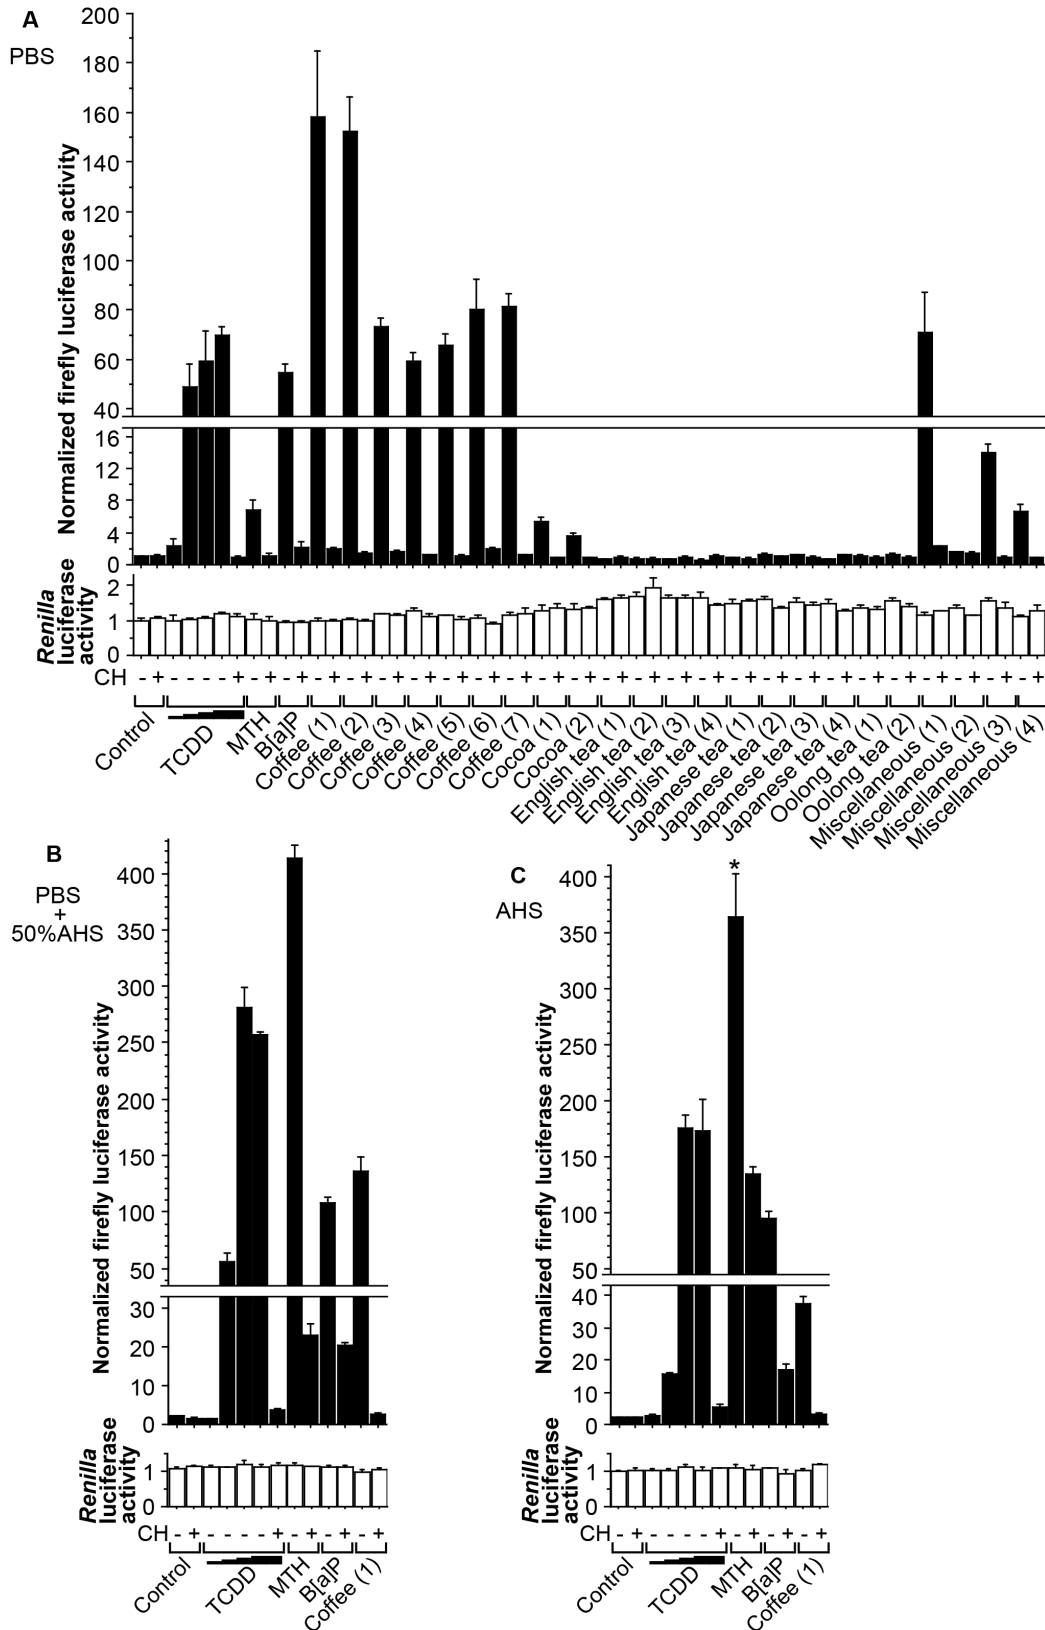 A
PBS
200
180
160
140
120
100
80
60
40
16
12
8
4
0
Normalized firefly luciferase activity
2
1
0
Renilla
luciferase
activity
CH - + - - - - + - + - + - + - + - + - + - + - + - + - + - + - + - + - + - + - + - + - + - + - + - + - + - + - + - + - +
Control
TCDD
MTH
B[a]P
Coffee (1)
Coffee (2)
Coffee (3)
Coffee (4)
Coffee (5)
Coffee (6)
Coffee (7)
Cocoa (1)
Cocoa (2)
English tea (1)
English tea (2)
English tea (3)
English tea (4)
Japanese tea (1)
Japanese tea (2)
Japanese tea (3)
Japanese tea (4)
Oolong tea (1)
Oolong tea (2)
Miscellaneous (1)
Miscellaneous (2)
Miscellaneous (3)
Miscellaneous (4)
B
PBS
+
50%AHS
400
350
300
250
200
150
100
50
30
20
10
0
Normalized firefly luciferase activity
1
0
Renilla
luciferase
activity
CH - + - - - - + - + - + - +
Control
TCDD
MTH
B[a]P
Coffee (1)
C
AHS
*
400
350
300
250
200
150
100
50
40
30
20
10
0
Normalized firefly luciferase activity
1
0
Renilla
luciferase
activity
CH - + - - - - + - + - + - +
Control
TCDD
MTH
B[a]P
Coffee (1)